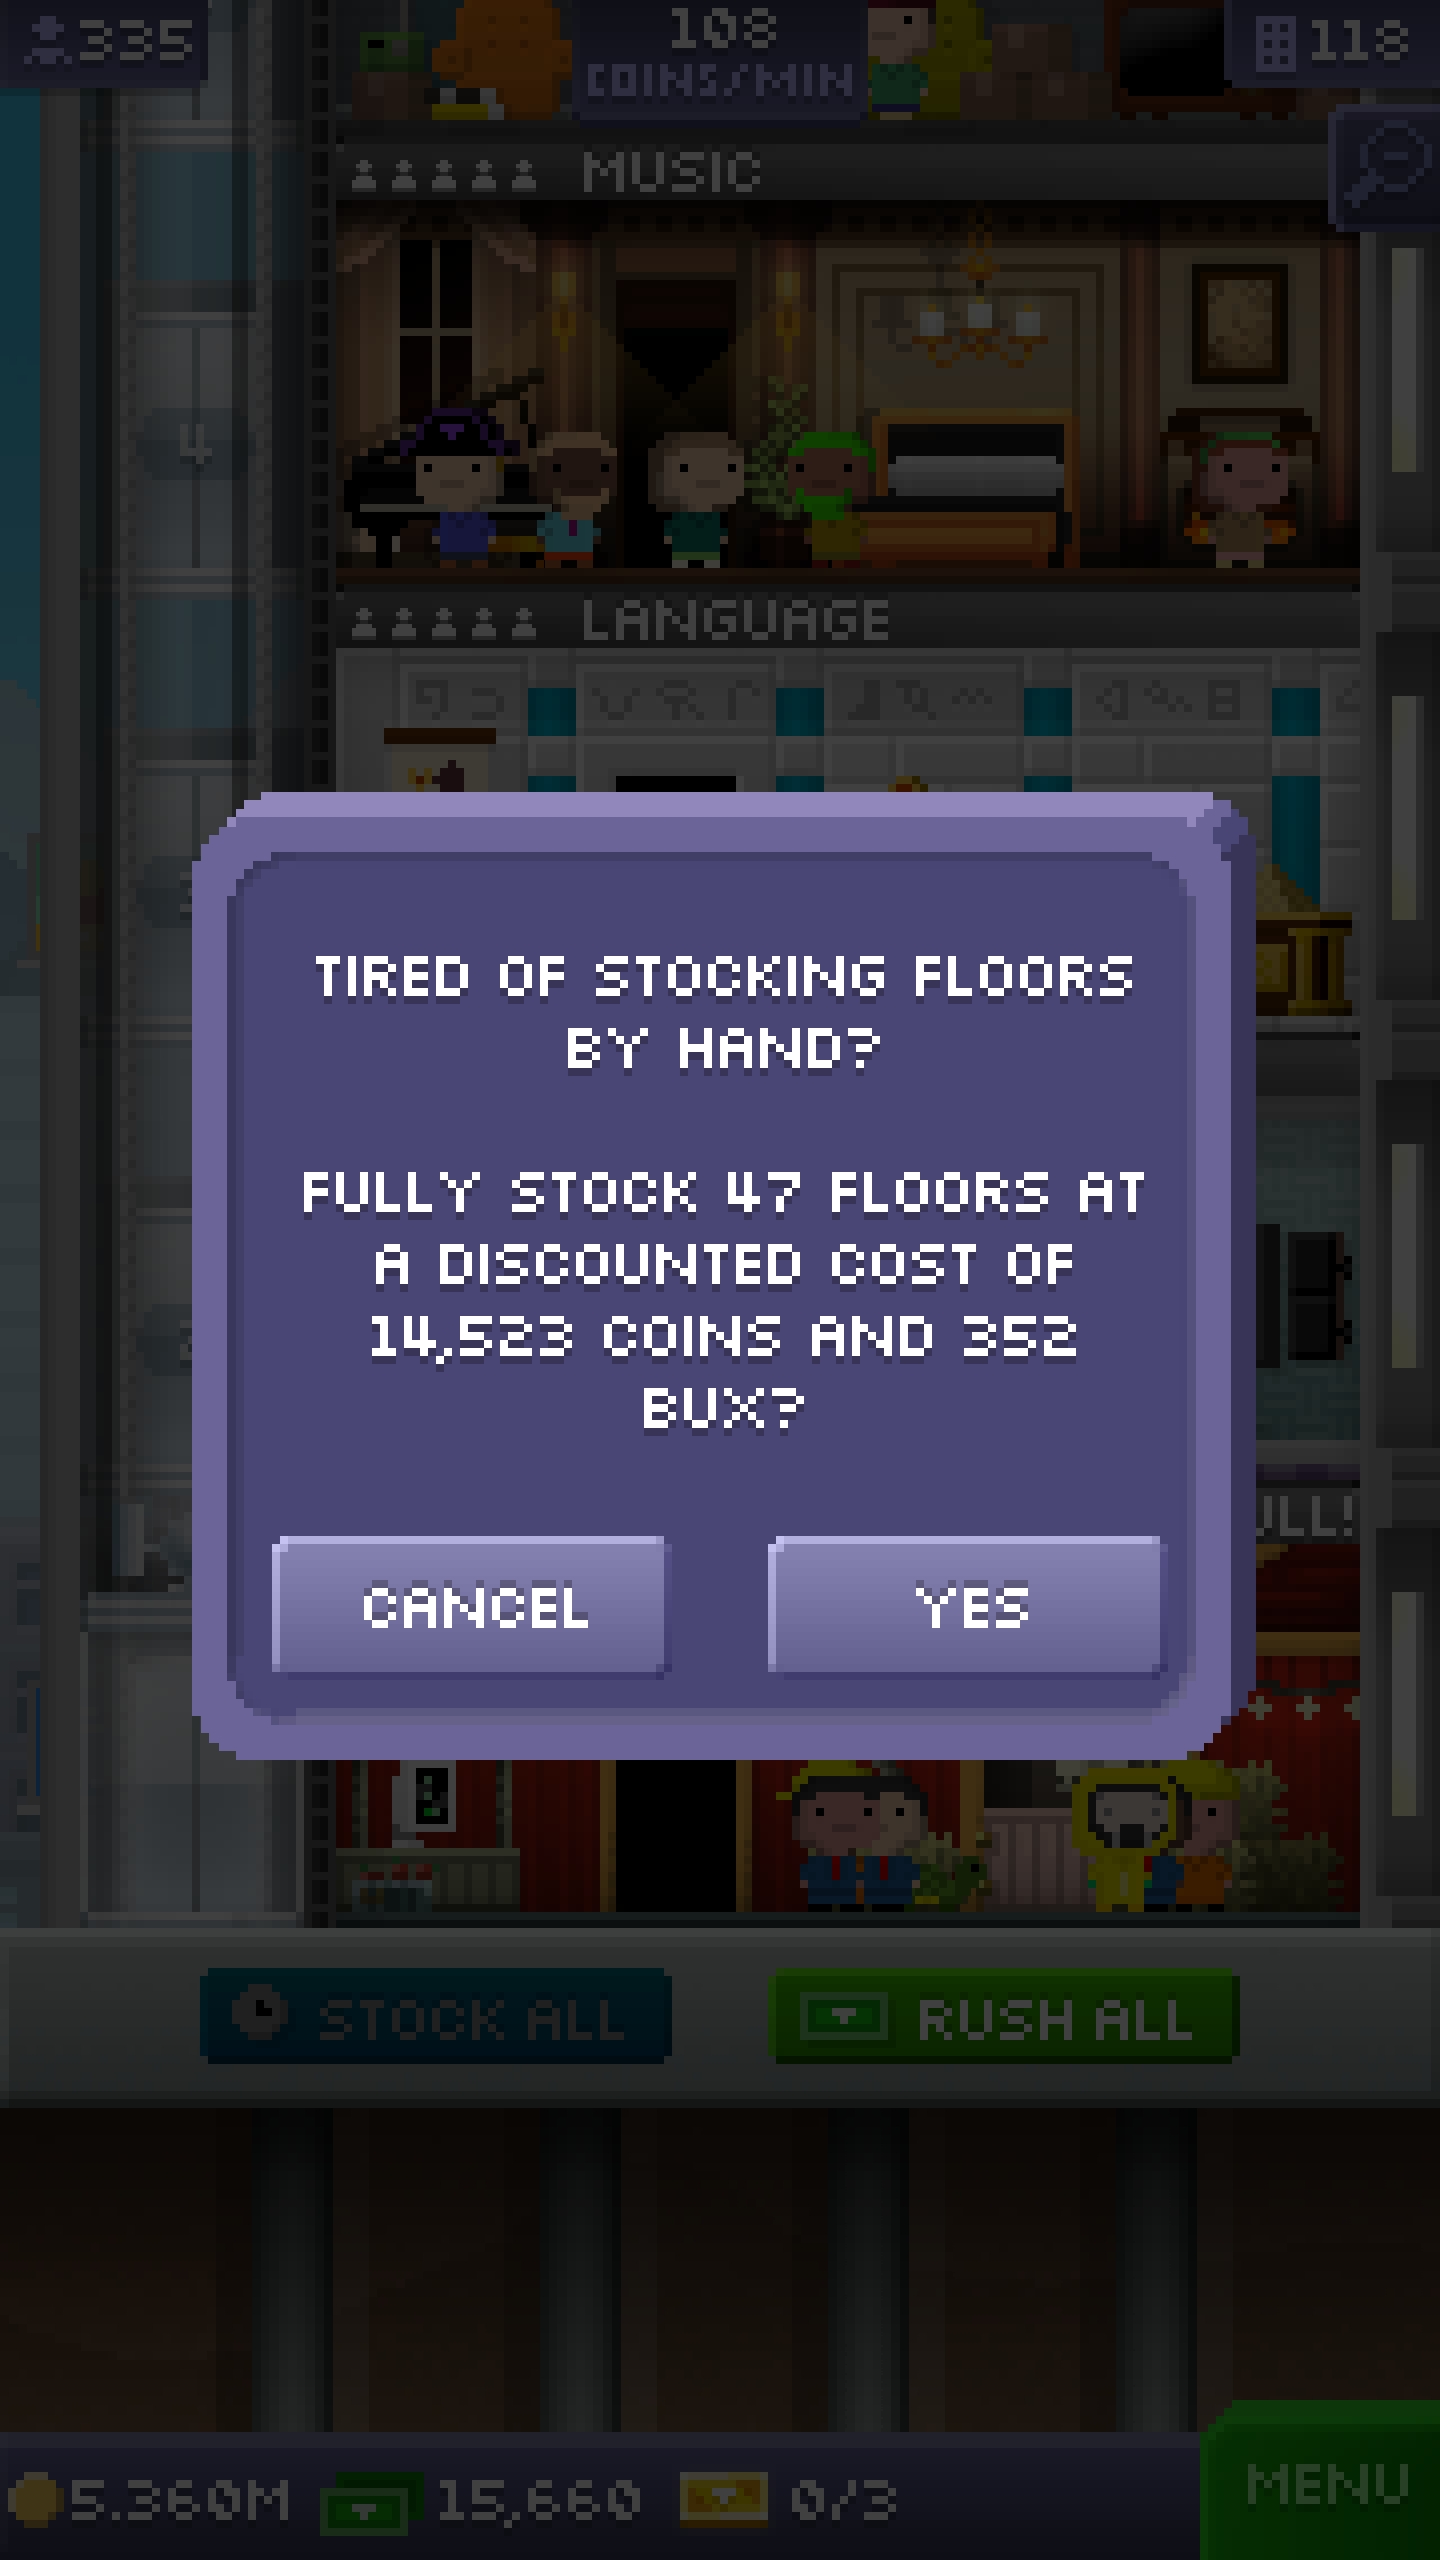 335
108
COINS/MIN
118
MUSIC
4
LANGUAGE
TIRED OF STOCKING FLOORS
BY HAND?
FULLY STOCK 47 FLOORS AT
A DISCOUNTED COST OF
14,523 COINS AND 352
BUX?
CANCEL
YES
ULL!
STOCK ALL
RUSH ALL
5.360M
15,660
0/3
MENU